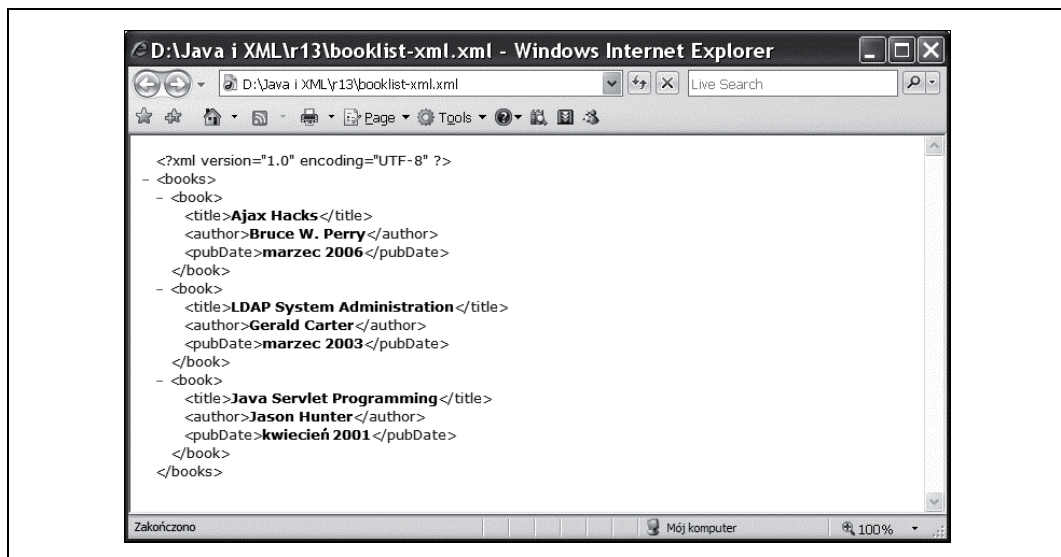 D:\Java i XML\r13\booklist-xml.xml - Windows Internet Explorer
D:\Java i XML\r13\booklist-xml.xml
Live Search
Page Tools
<?xml version="1.0" encoding="UTF-8" ?>
- <books>
- <book>
<title>Ajax Hacks</title>
<author>Bruce W. Perry</author>
<pubDate>marzec 2006</pubDate>
</book>
- <book>
<title>LDAP System Administration</title>
<author>Gerald Carter</author>
<pubDate>marzec 2003</pubDate>
</book>
- <book>
<title>Java Servlet Programming</title>
<author>Jason Hunter</author>
<pubDate>kwiecień 2001</pubDate>
</book>
</books>
Zakończono Mój komputer 100%